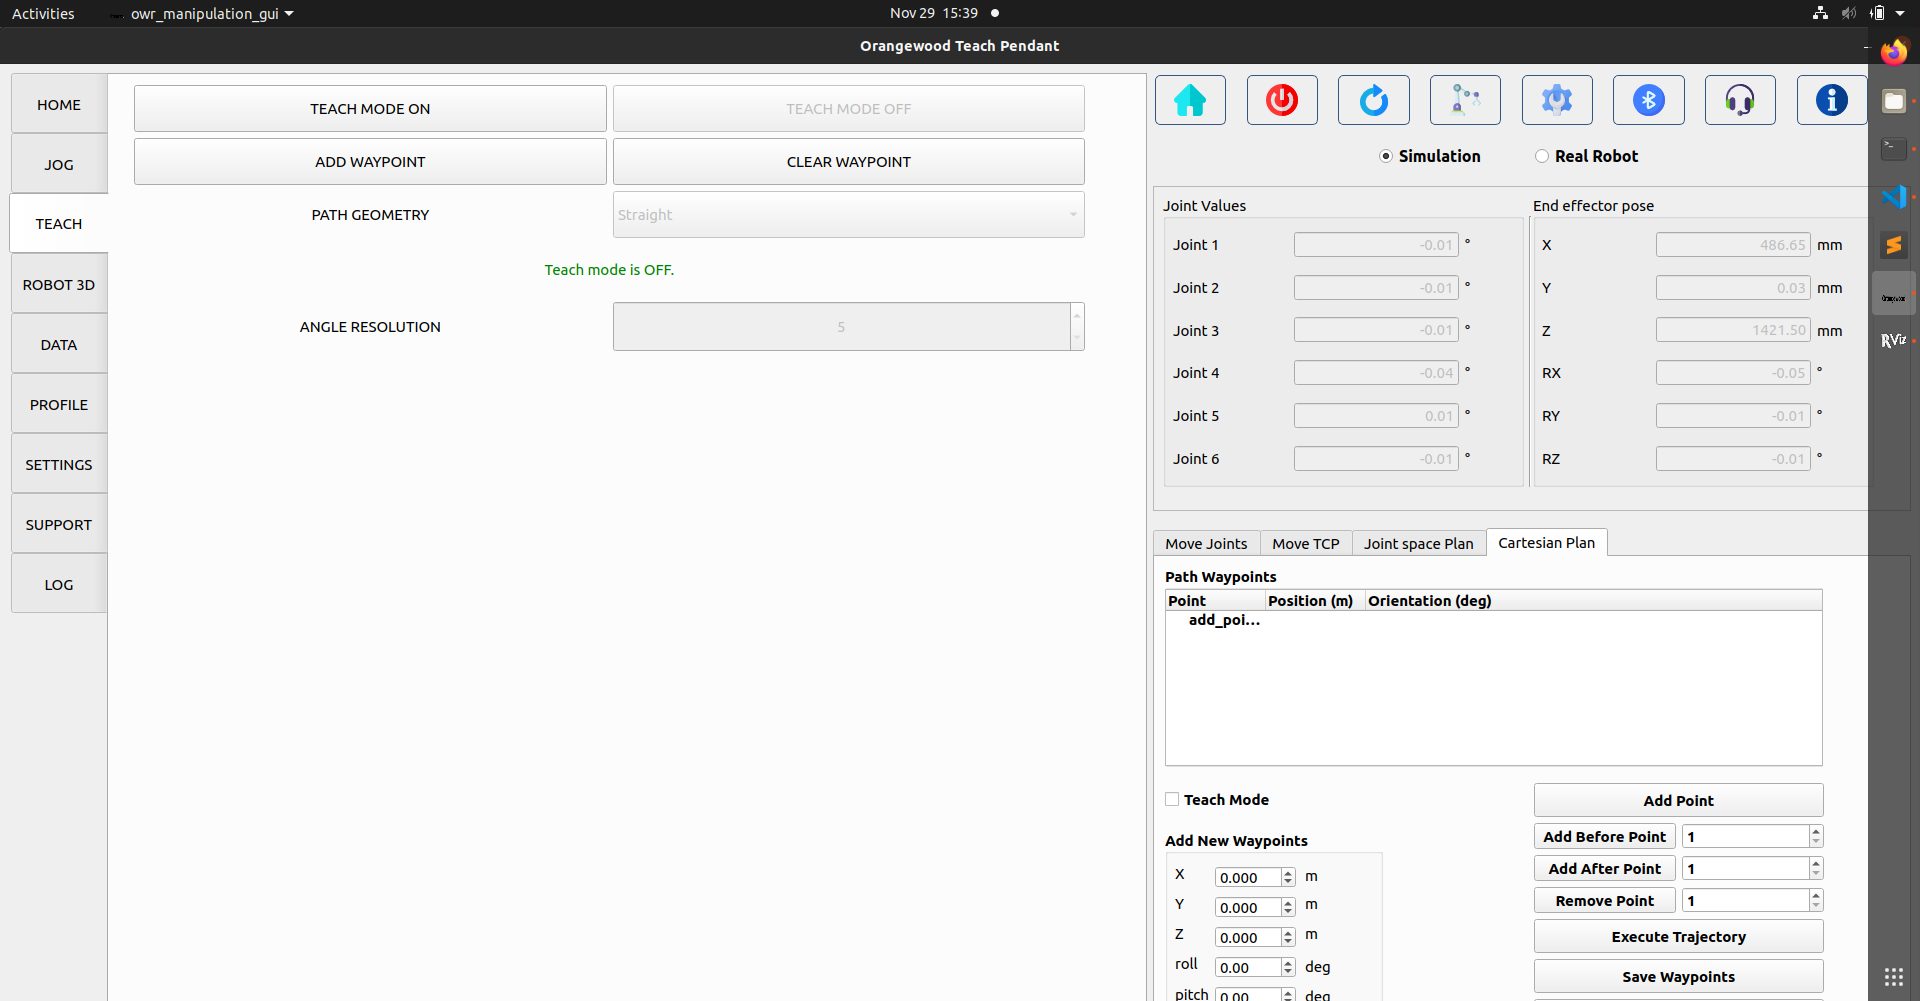 Activities
owr_manipulation_gui
Nov 29 15:39
Orangewood Teach Pendant
HOME
JOG
TEACH
ROBOT 3D
DATA
PROFILE
SETTINGS
SUPPORT
LOG
TEACH MODE ON
TEACH MODE OFF
ADD WAYPOINT
CLEAR WAYPOINT
PATH GEOMETRY
Straight
Teach mode is OFF.
ANGLE RESOLUTION
5
Simulation
Real Robot
Joint Values
Joint 1 -0.01 °
Joint 2 -0.01 °
Joint 3 -0.01 °
Joint 4 -0.04 °
Joint 5 0.01 °
Joint 6 -0.01 °
End effector pose
X 486.65 mm
Y 0.03 mm
Z 1421.50 mm
RX -0.05 °
RY -0.01 °
RZ -0.01 °
Move Joints
Move TCP
Joint space Plan
Cartesian Plan
Path Waypoints
Point Position (m) Orientation (deg)
add_poi...
Teach Mode
Add New Waypoints
X 0.000 m
Y 0.000 m
Z 0.000 m
roll 0.00 deg
pitch 0.00 deg
Add Point
Add Before Point 1
Add After Point 1
Remove Point 1
Execute Trajectory
Save Waypoints
RViz